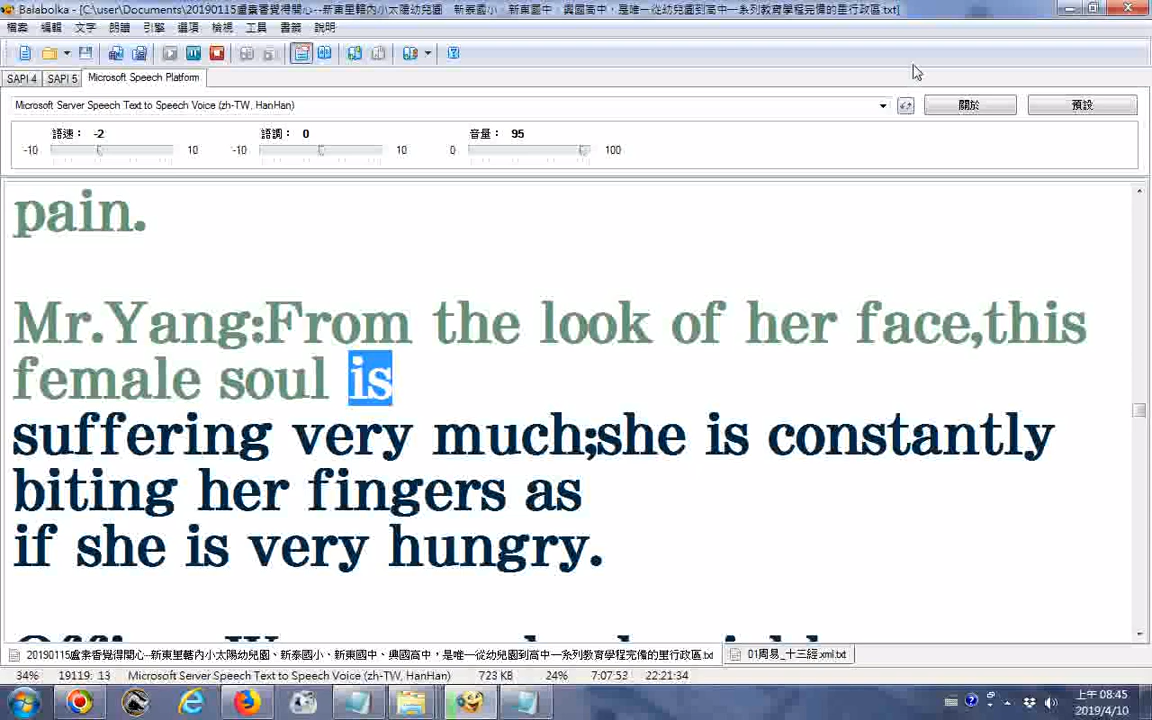 Balabolka - [C:\user\Documents\20190115盧素香覺得開心--新東里轄內小太陽幼兒園、新泰國小、新東國中、興國高中，是唯一從幼兒園到高中一系列教育學程完備的里行政區.txt]
檔案 編輯 文字 朗讀 引擎 選項 檢視 工具 書籤 說明
SAPI 4 SAPI 5 Microsoft Speech Platform
Microsoft Server Speech Text to Speech Voice (zh-TW, HanHan) 關於 預設
語速： -2 語調： 0 音量： 95
-10 10 -10 10 0 100
pain.
Mr.Yang:From the look of her face,this
female soul is
suffering very much;she is constantly
biting her fingers as
if she is very hungry.
20190115盧素香覺得開心--新東里轄內小太陽幼兒園、新泰國小、新東國中、興國高中，是唯一從幼兒園到高中一系列教育學程完備的里行政區.txt 01周易_十三經.xml.txt
34% 19119: 13 Microsoft Server Speech Text to Speech Voice (zh-TW, HanHan) 723 KB 24% 7:07:53 22:21:34
上午 08:45
2019/4/10